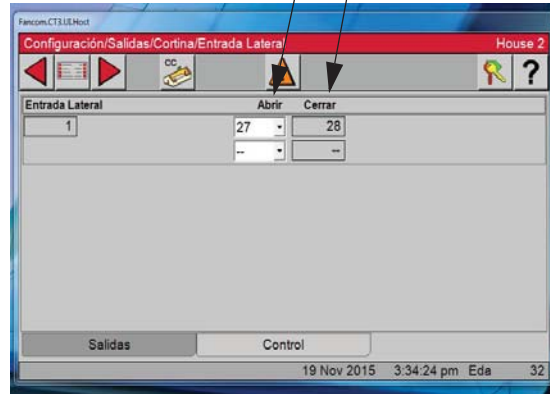 Fancom.CT3.UI.Host
Configuración/Salidas/Cortina/Entrada Lateral House 2
CC ?
Entrada Lateral Abrir Cerrar
1 27 28
-- --
Salidas Control
19 Nov 2015 3:34:24 pm Eda 32